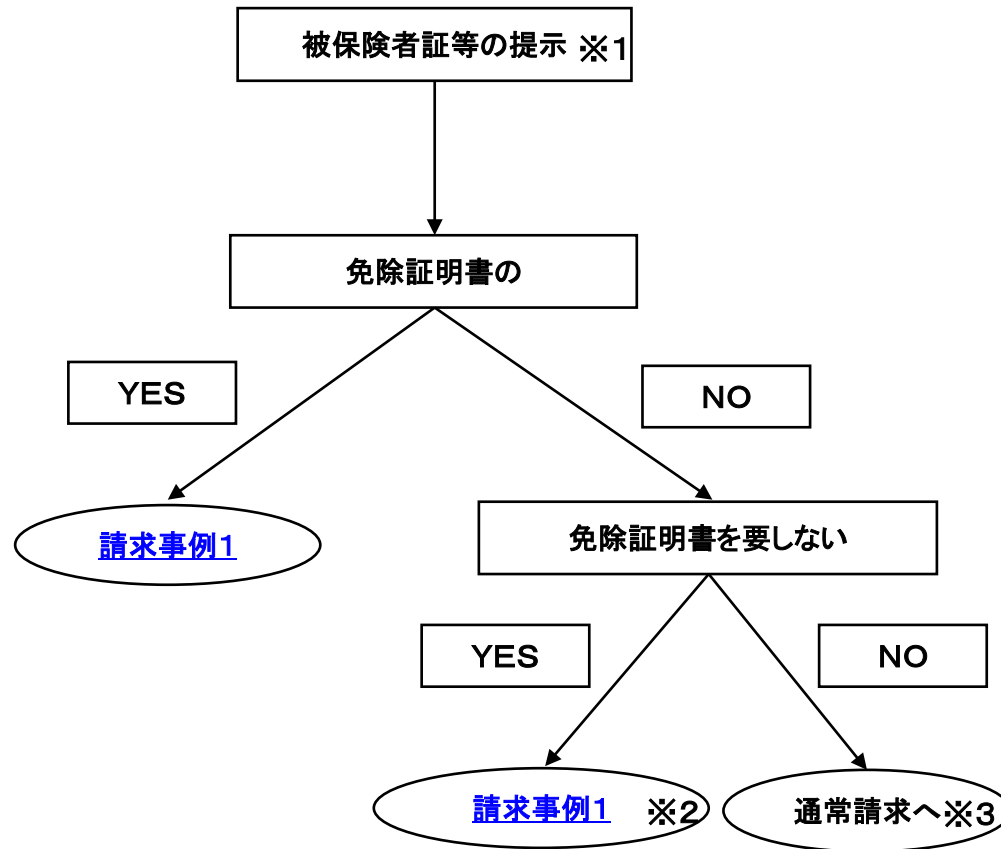 被保険者証等の提示 ※1
免除証明書の
YES
NO
請求事例1
免除証明書を要しない
YES
NO
請求事例1 ※2
通常請求へ※3